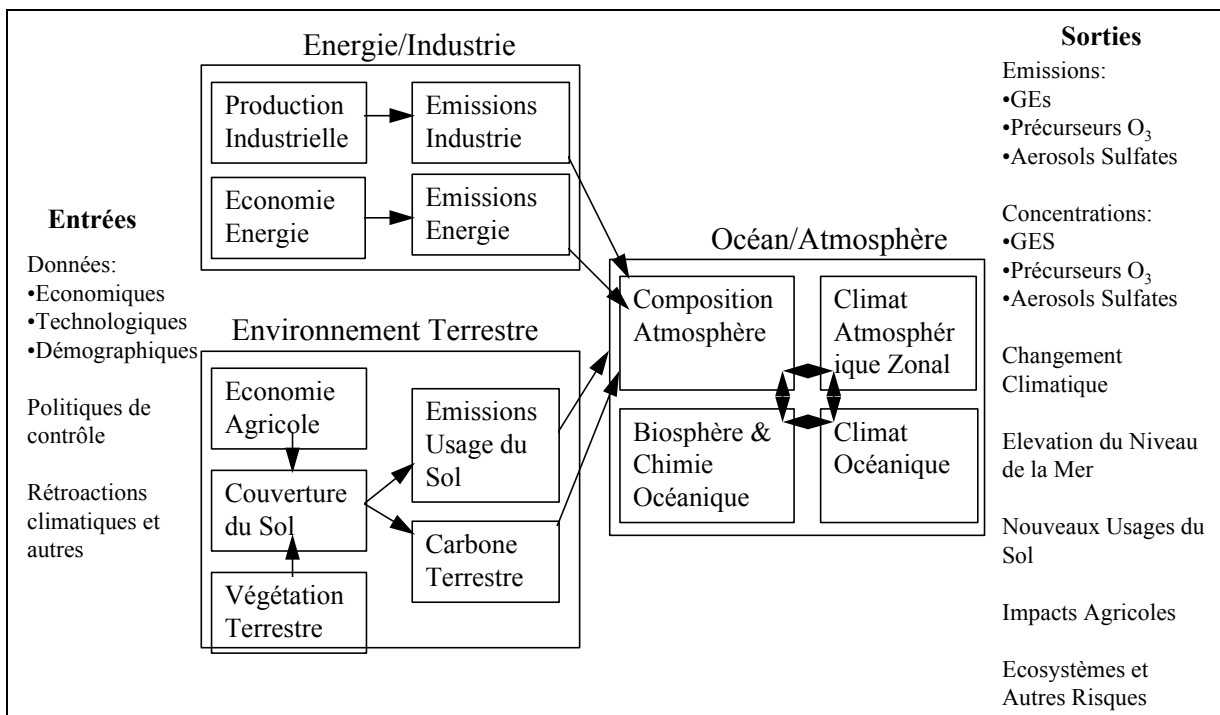 Entrées
Données:
•Economiques
•Technologiques
•Démographiques
Politiques de
contrôle
Rétroactions
climatiques et
autres
Energie/Industrie
Production
Industrielle
Emissions
Industrie
Economie
Energie
Emissions
Energie
Environnement Terrestre
Economie
Agricole
Couverture
du Sol
Végétation
Terrestre
Emissions
Usage du
Sol
Carbone
Terrestre
Océan/Atmosphère
Composition
Atmosphère
Climat
Atmosphér
ique Zonal
Biosphère &
Chimie
Océanique
Climat
Océanique
Sorties
Emissions:
•GEs
•Précurseurs O₃
•Aerosols Sulfates
Concentrations:
•GES
•Précurseurs O₃
•Aerosols Sulfates
Changement
Climatique
Elevation du Niveau
de la Mer
Nouveaux Usages du
Sol
Impacts Agricoles
Ecosystèmes et
Autres Risques